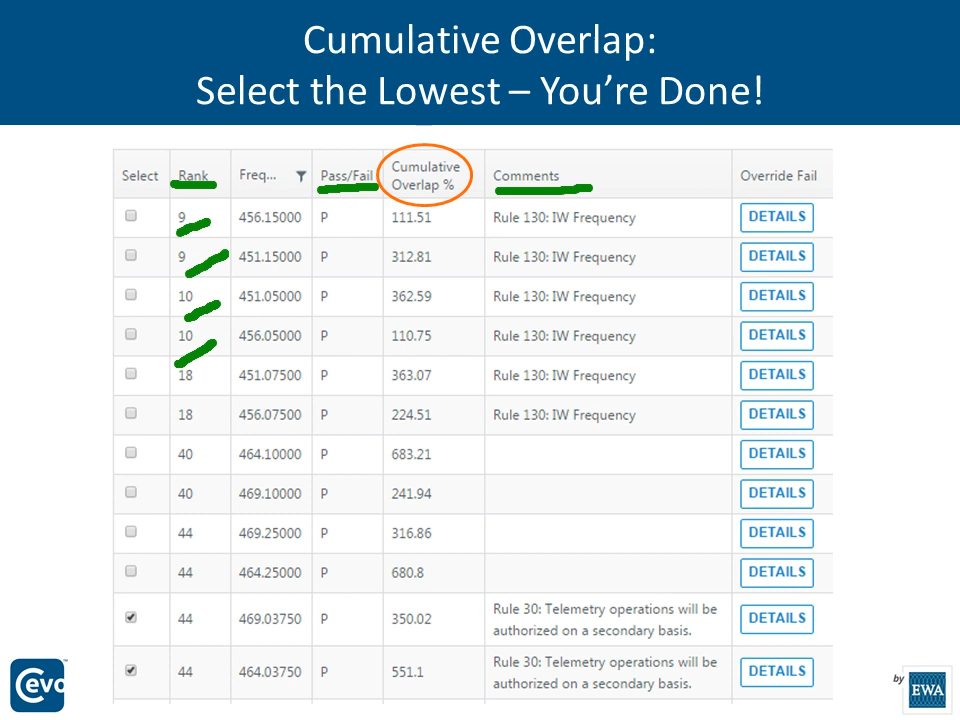 Cumulative Overlap:
Select the Lowest – You’re Done!
Select Rank Freq... Pass/Fail Cumulative Overlap % Comments Override Fail
9 456.15000 P 111.51 Rule 130: IW Frequency DETAILS
9 451.15000 P 312.81 Rule 130: IW Frequency DETAILS
10 451.05000 P 362.59 Rule 130: IW Frequency DETAILS
10 456.05000 P 110.75 Rule 130: IW Frequency DETAILS
18 451.07500 P 363.07 Rule 130: IW Frequency DETAILS
18 456.07500 P 224.51 Rule 130: IW Frequency DETAILS
40 464.10000 P 683.21 DETAILS
40 469.10000 P 241.94 DETAILS
44 469.25000 P 316.86 DETAILS
44 464.25000 P 680.8 DETAILS
44 469.03750 P 350.02 Rule 30: Telemetry operations will be authorized on a secondary basis. DETAILS
44 464.03750 P 551.1 Rule 30: Telemetry operations will be authorized on a secondary basis. DETAILS
Cevo
by EWA